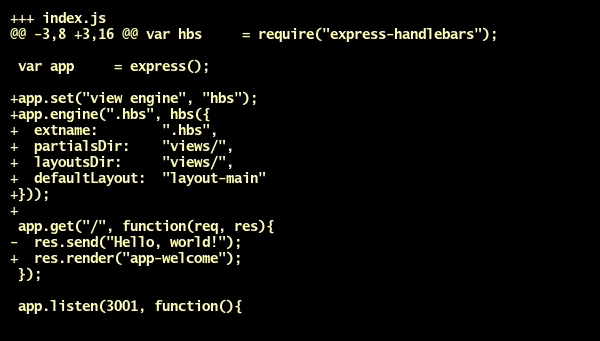 +++ index.js
@@ -3,8 +3,16 @@ var hbs     = require("express-handlebars");

 var app     = express();

+app.set("view engine", "hbs");
+app.engine(".hbs", hbs({
+  extname:        ".hbs",
+  partialsDir:    "views/",
+  layoutsDir:     "views/",
+  defaultLayout:  "layout-main"
+}));
+
 app.get("/", function(req, res){
-  res.send("Hello, world!");
+  res.render("app-welcome");
 });

 app.listen(3001, function(){